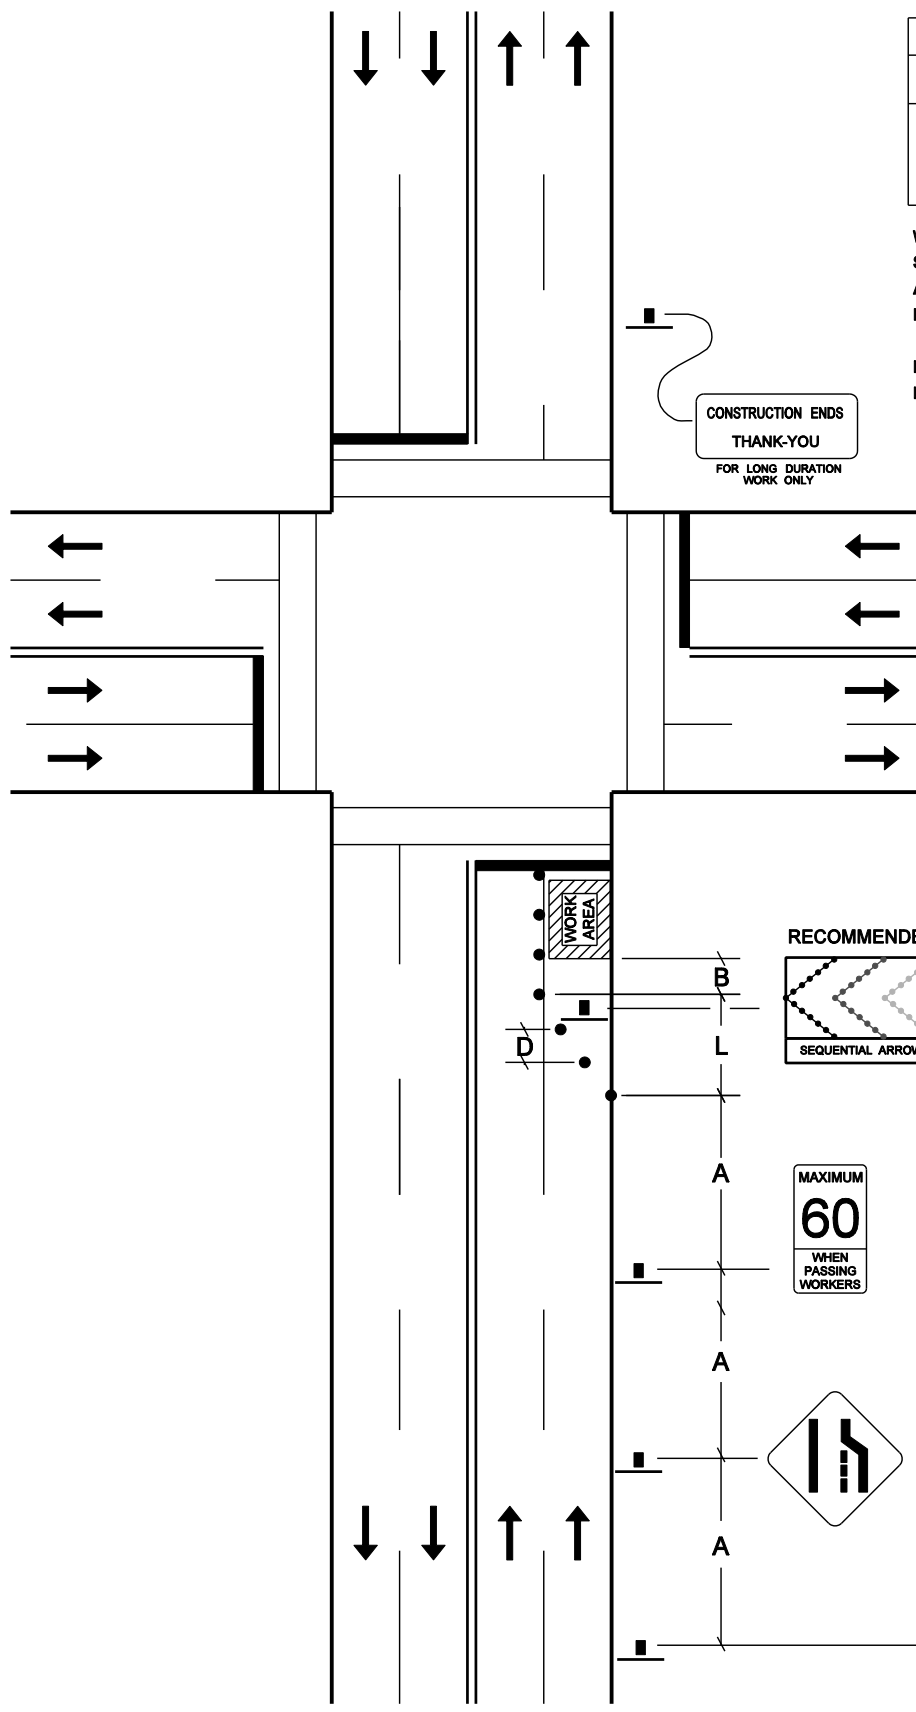 CONSTRUCTION ENDS
THANK-YOU
FOR LONG DURATION
WORK ONLY
WORK
AREA
RECOMMENDE
B
SEQUENTIAL ARROW
D
L
A
MAXIMUM
60
WHEN
PASSING
WORKERS
A
A